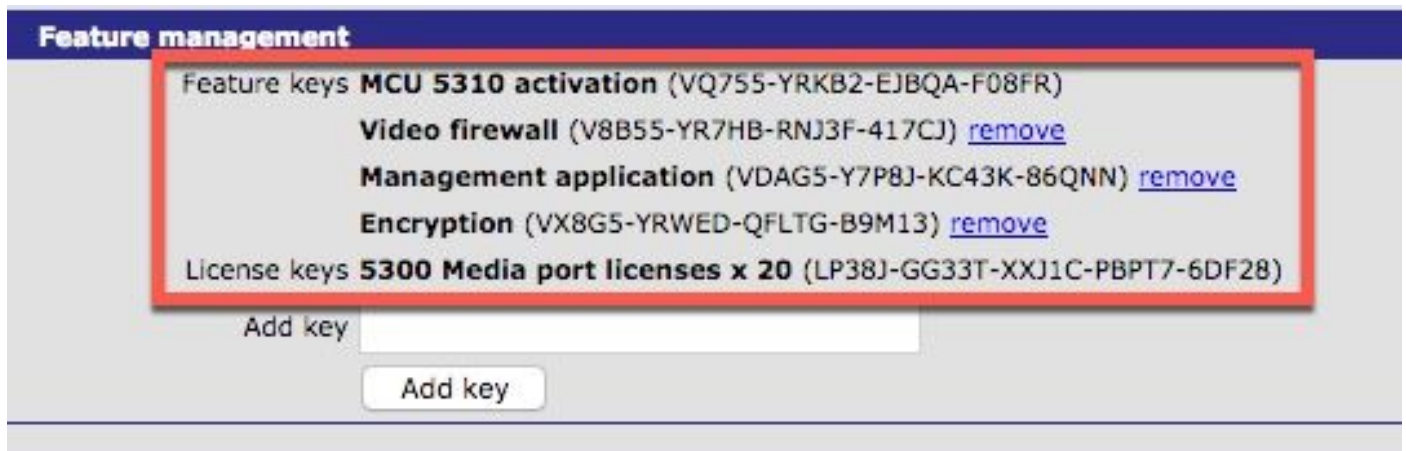 Feature management
Feature keys MCU 5310 activation (VQ755-YRKB2-EJBQA-F08FR)
Video firewall (V8B55-YR7HB-RNJ3F-417CJ) remove
Management application (VDAG5-Y7P8J-KC43K-86QNN) remove
Encryption (VX8G5-YRWED-QFLTG-B9M13) remove
License keys 5300 Media port licenses x 20 (LP38J-GG33T-XXJ1C-PBPT7-6DF28)
Add key
Add key